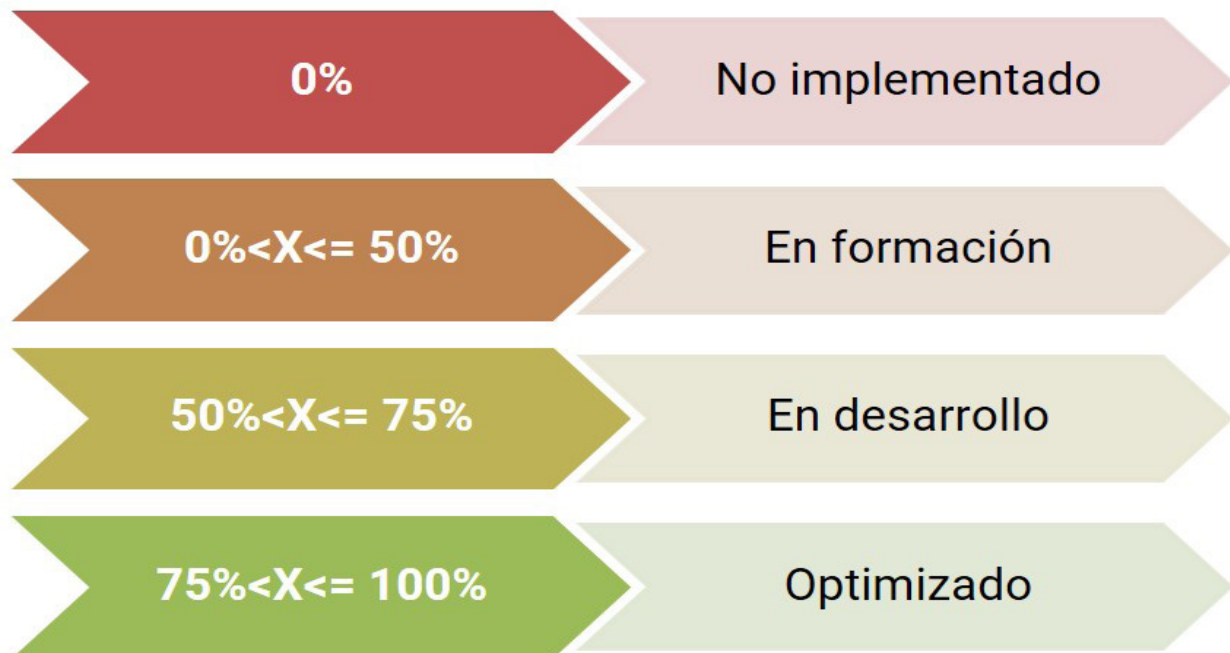 0% No implementado
0%<X<= 50% En formación
50%<X<= 75% En desarrollo
75%<X<= 100% Optimizado